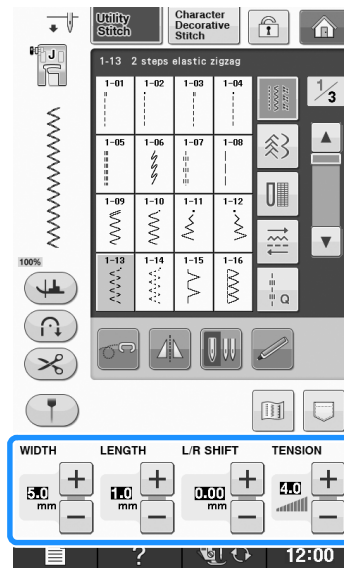 Utility Stitch
Character Decorative Stitch
J
1-13 2 steps elastic zigzag
1/3
1-01 1-02 1-03 1-04
1-05 1-06 1-07 1-08
1-09 1-10 1-11 1-12
1-13 1-14 1-15 1-16
Q
100%
WIDTH LENGTH L/R SHIFT TENSION
5.0 mm + − 1.0 mm + − 0.00 mm + − 4.0 + −
? 12:00